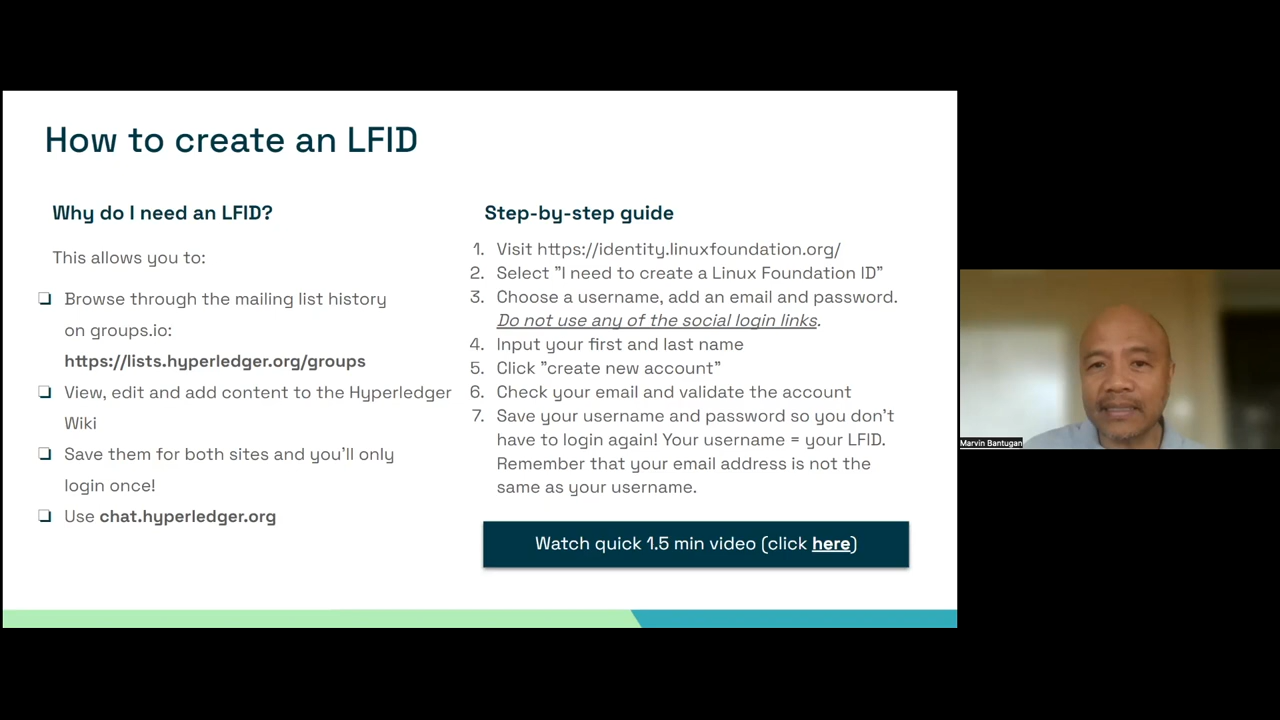 How to create an LFID
Why do I need an LFID?
This allows you to:
Browse through the mailing list history
on groups.io:
https://lists.hyperledger.org/groups
View, edit and add content to the Hyperledger
Wiki
Save them for both sites and you'll only
login once!
Use chat.hyperledger.org
Step-by-step guide
1. Visit https://identity.linuxfoundation.org/
2. Select "I need to create a Linux Foundation ID"
3. Choose a username, add an email and password.
Do not use any of the social login links.
4. Input your first and last name
5. Click "create new account"
6. Check your email and validate the account
7. Save your username and password so you don't
have to login again! Your username = your LFID.
Remember that your email address is not the
same as your username.
Watch quick 1.5 min video (click here)
Marvin Bantugan